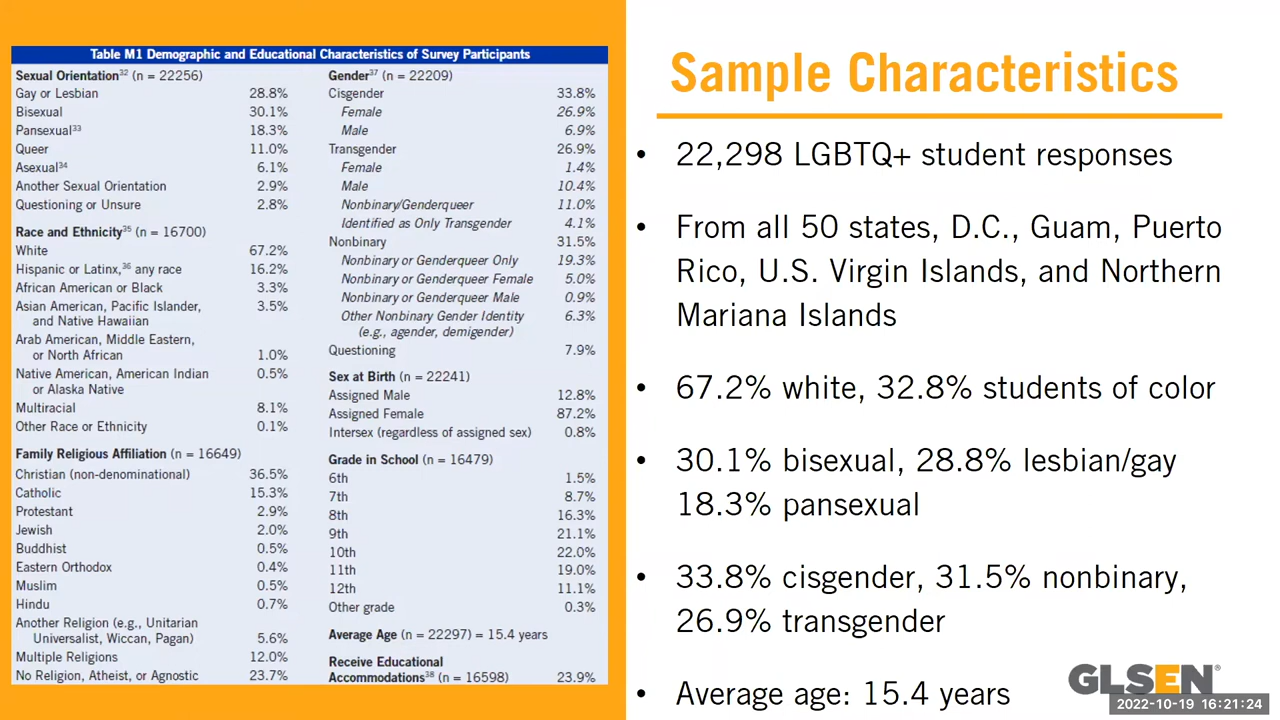 Table M1 Demographic and Educational Characteristics of Survey Participants
Sexual Orientation32 (n = 22256)
Gay or Lesbian 28.8%
Bisexual 30.1%
Pansexual33 18.3%
Queer 11.0%
Asexual34 6.1%
Another Sexual Orientation 2.9%
Questioning or Unsure 2.8%
Race and Ethnicity35 (n = 16700)
White 67.2%
Hispanic or Latinx,36 any race 16.2%
African American or Black 3.3%
Asian American, Pacific Islander, 3.5%
and Native Hawaiian
Arab American, Middle Eastern,
or North African 1.0%
Native American, American Indian 0.5%
or Alaska Native
Multiracial 8.1%
Other Race or Ethnicity 0.1%
Family Religious Affiliation (n = 16649)
Christian (non-denominational) 36.5%
Catholic 15.3%
Protestant 2.9%
Jewish 2.0%
Buddhist 0.5%
Eastern Orthodox 0.4%
Muslim 0.5%
Hindu 0.7%
Another Religion (e.g., Unitarian
Universalist, Wiccan, Pagan) 5.6%
Multiple Religions 12.0%
No Religion, Atheist, or Agnostic 23.7%
Gender37 (n = 22209)
Cisgender 33.8%
Female 26.9%
Male 6.9%
Transgender 26.9%
Female 1.4%
Male 10.4%
Nonbinary/Genderqueer 11.0%
Identified as Only Transgender 4.1%
Nonbinary 31.5%
Nonbinary or Genderqueer Only 19.3%
Nonbinary or Genderqueer Female 5.0%
Nonbinary or Genderqueer Male 0.9%
Other Nonbinary Gender Identity 6.3%
(e.g., agender, demigender)
Questioning 7.9%
Sex at Birth (n = 22241)
Assigned Male 12.8%
Assigned Female 87.2%
Intersex (regardless of assigned sex) 0.8%
Grade in School (n = 16479)
6th 1.5%
7th 8.7%
8th 16.3%
9th 21.1%
10th 22.0%
11th 19.0%
12th 11.1%
Other grade 0.3%
Average Age (n = 22297) = 15.4 years
Receive Educational
Accommodations38 (n = 16598) 23.9%
Sample Characteristics
• 22,298 LGBTQ+ student responses
• From all 50 states, D.C., Guam, Puerto
Rico, U.S. Virgin Islands, and Northern
Mariana Islands
• 67.2% white, 32.8% students of color
• 30.1% bisexual, 28.8% lesbian/gay
18.3% pansexual
• 33.8% cisgender, 31.5% nonbinary,
26.9% transgender
• Average age: 15.4 years
GLSEN®
2022-10-19 16:21:24